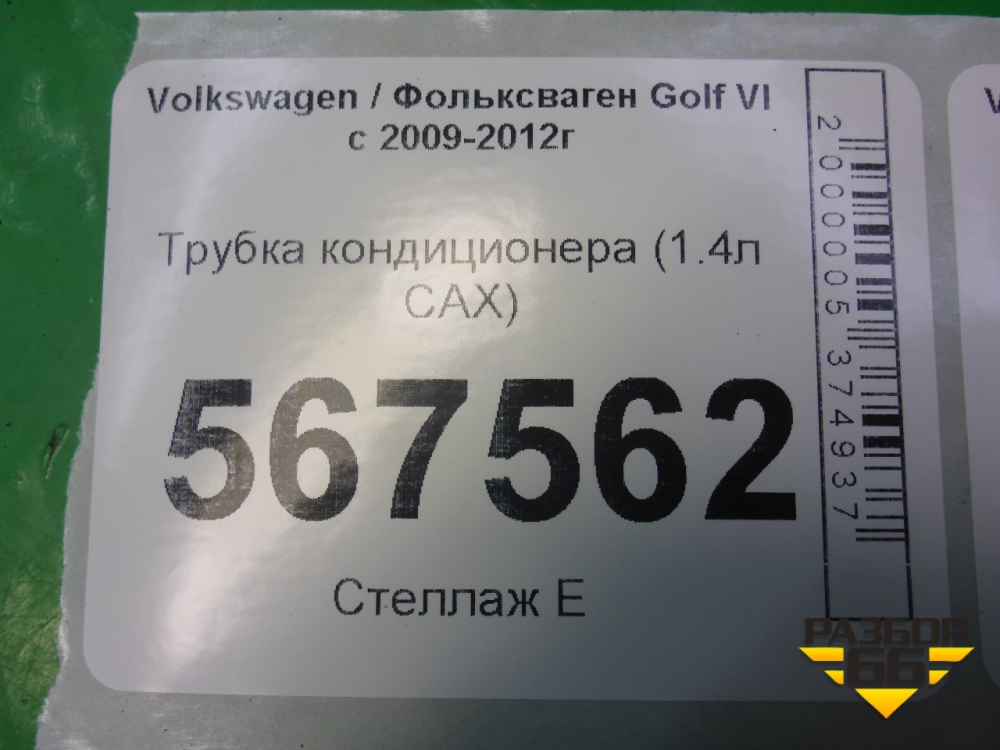 Volkswagen / Фольксваген Golf VI
с 2009-2012г
Трубка кондиционера (1.4л
CAX)
567562
Стеллаж Е
2000005374937
РАЗБОР
66